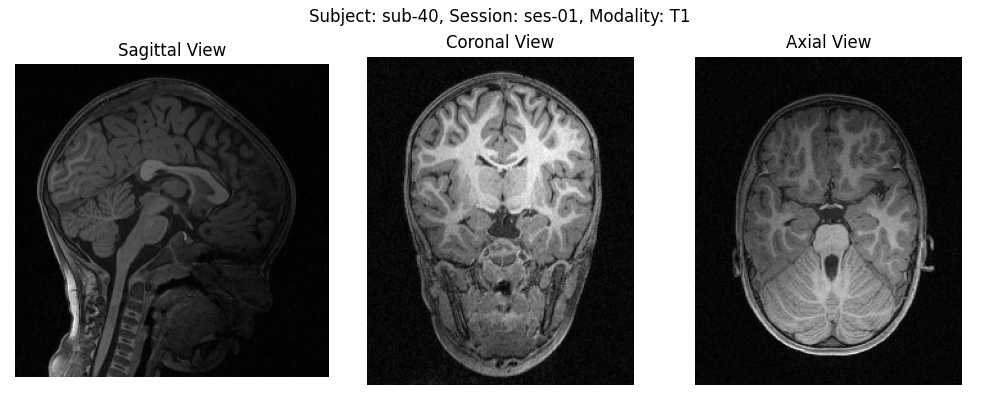 Subject: sub-40, Session: ses-01, Modality: T1
Sagittal View
Coronal View
Axial View